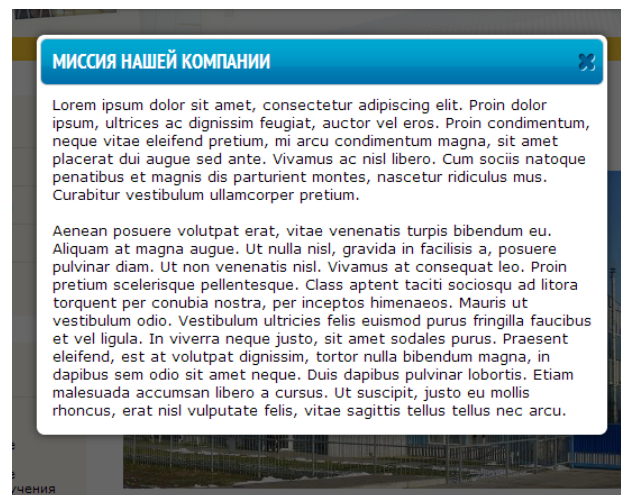 МИССИЯ НАШЕЙ КОМПАНИИ
Lorem ipsum dolor sit amet, consectetur adipiscing elit. Proin dolor
ipsum, ultrices ac dignissim feugiat, auctor vel eros. Proin condimentum,
neque vitae eleifend pretium, mi arcu condimentum magna, sit amet
placerat dui augue sed ante. Vivamus ac nisl libero. Cum sociis natoque
penatibus et magnis dis parturient montes, nascetur ridiculus mus.
Curabitur vestibulum ullamcorper pretium.
Aenean posuere volutpat erat, vitae venenatis turpis bibendum eu.
Aliquam at magna augue. Ut nulla nisl, gravida in facilisis a, posuere
pulvinar diam. Ut non venenatis nisl. Vivamus at consequat leo. Proin
pretium scelerisque pellentesque. Class aptent taciti sociosqu ad litora
torquent per conubia nostra, per inceptos himenaeos. Mauris ut
vestibulum odio. Vestibulum ultricies felis euismod purus fringilla faucibus
et vel ligula. In viverra neque justo, sit amet sodales purus. Praesent
eleifend, est at volutpat dignissim, tortor nulla bibendum magna, in
dapibus sem odio sit amet neque. Duis dapibus pulvinar lobortis. Etiam
malesuada accumsan libero a cursus. Ut suscipit, justo eu mollis
rhoncus, erat nisl vulputate felis, vitae sagittis tellus tellus nec arcu.